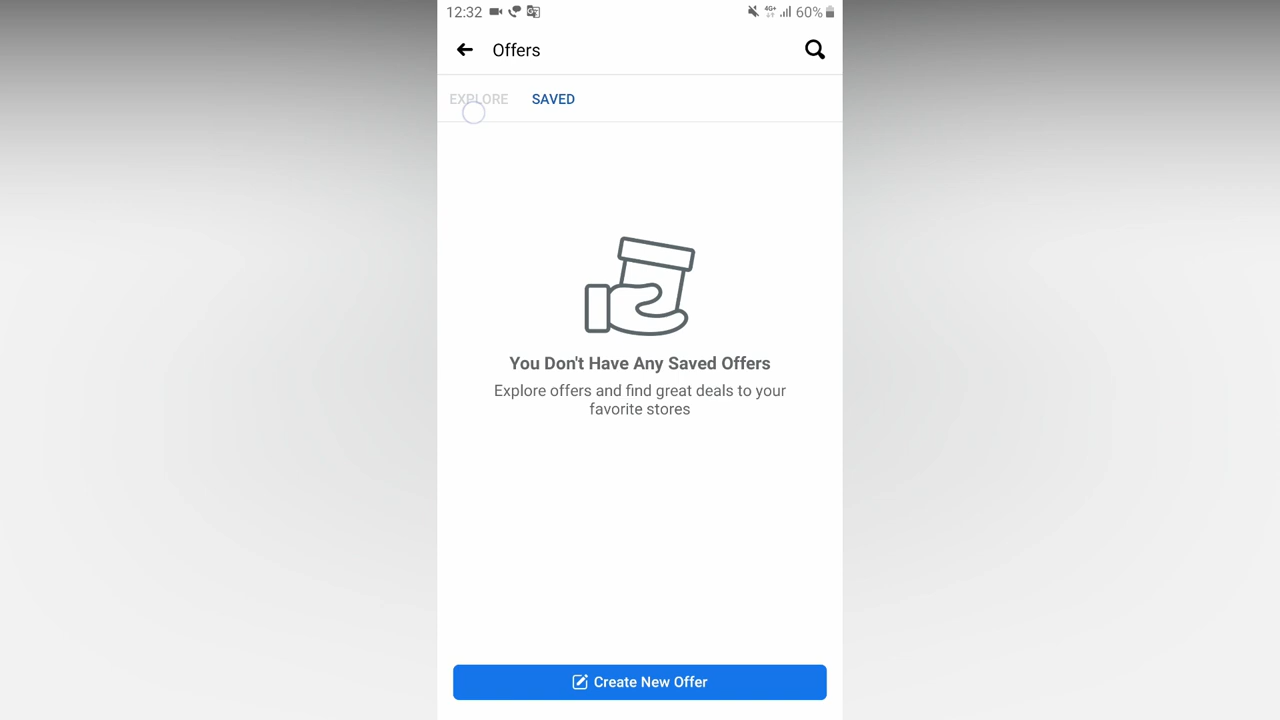 12:32 4G+ 60%
Offers
EXPLORE SAVED
You Don't Have Any Saved Offers
Explore offers and find great deals to your
favorite stores
Create New Offer